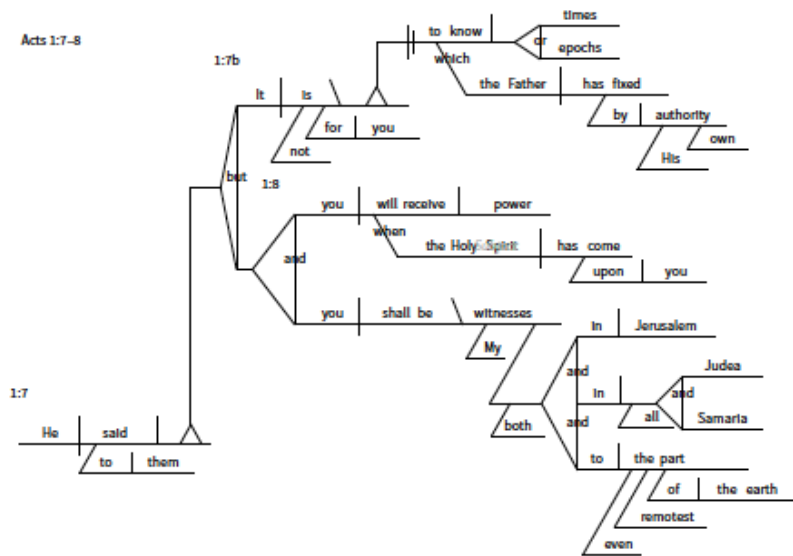 times
to know
or
Acts 1:7–8
epochs
which
1:7b
the Father has fixed
It is
by authority
for you
own
not
His
but
1:8
you will receive power
when
the Holy Spirit has come
and
upon you
you shall be witnesses
in Jerusalem
My
Judea
and
1:7
in and
all
both
and
Samaria
He said
to the part
to them
of the earth
remotest
even